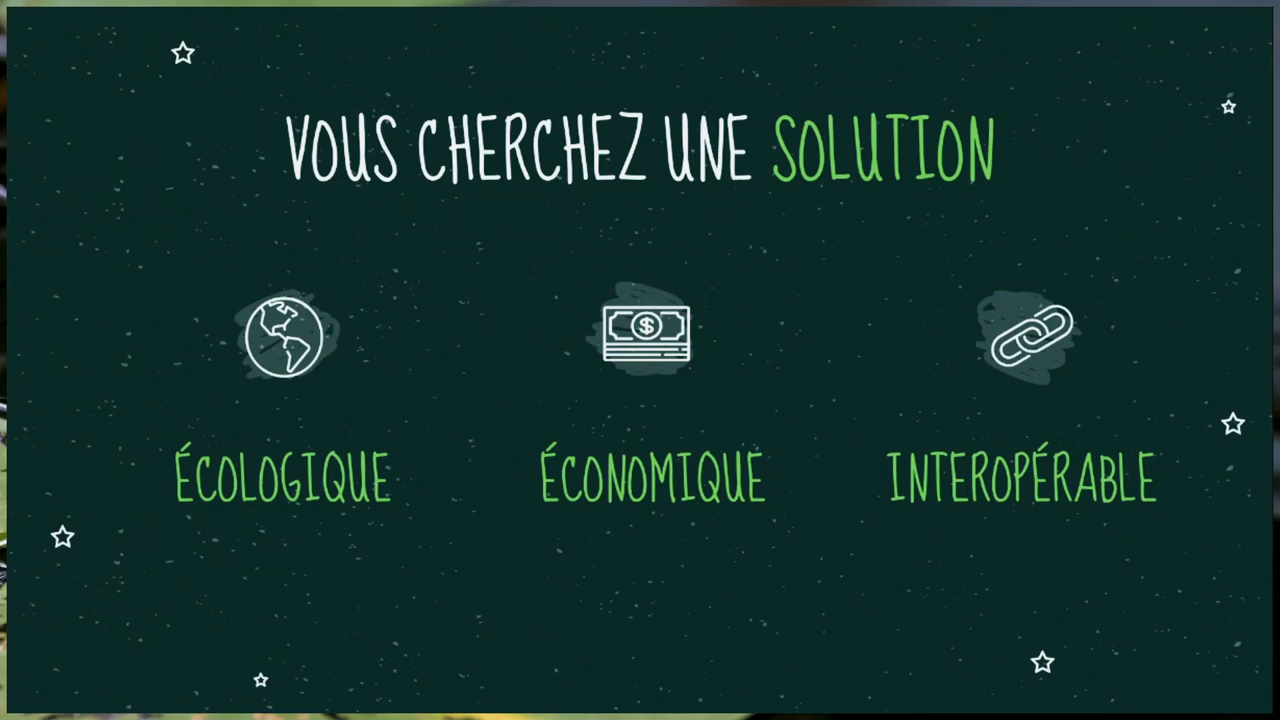 VOUS CHERCHEZ UNE SOLUTION
ÉCOLOGIQUE
ÉCONOMIQUE
INTEROPÉRABLE